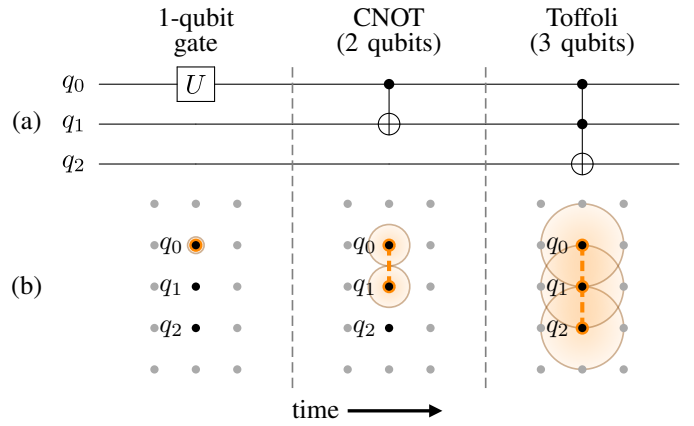 1-qubit
gate
CNOT
(2 qubits)
Toffoli
(3 qubits)
(a)
q₀
U
q₁
q₂
(b)
q₀
q₁
q₂
q₀
q₁
q₂
q₀
q₁
q₂
time